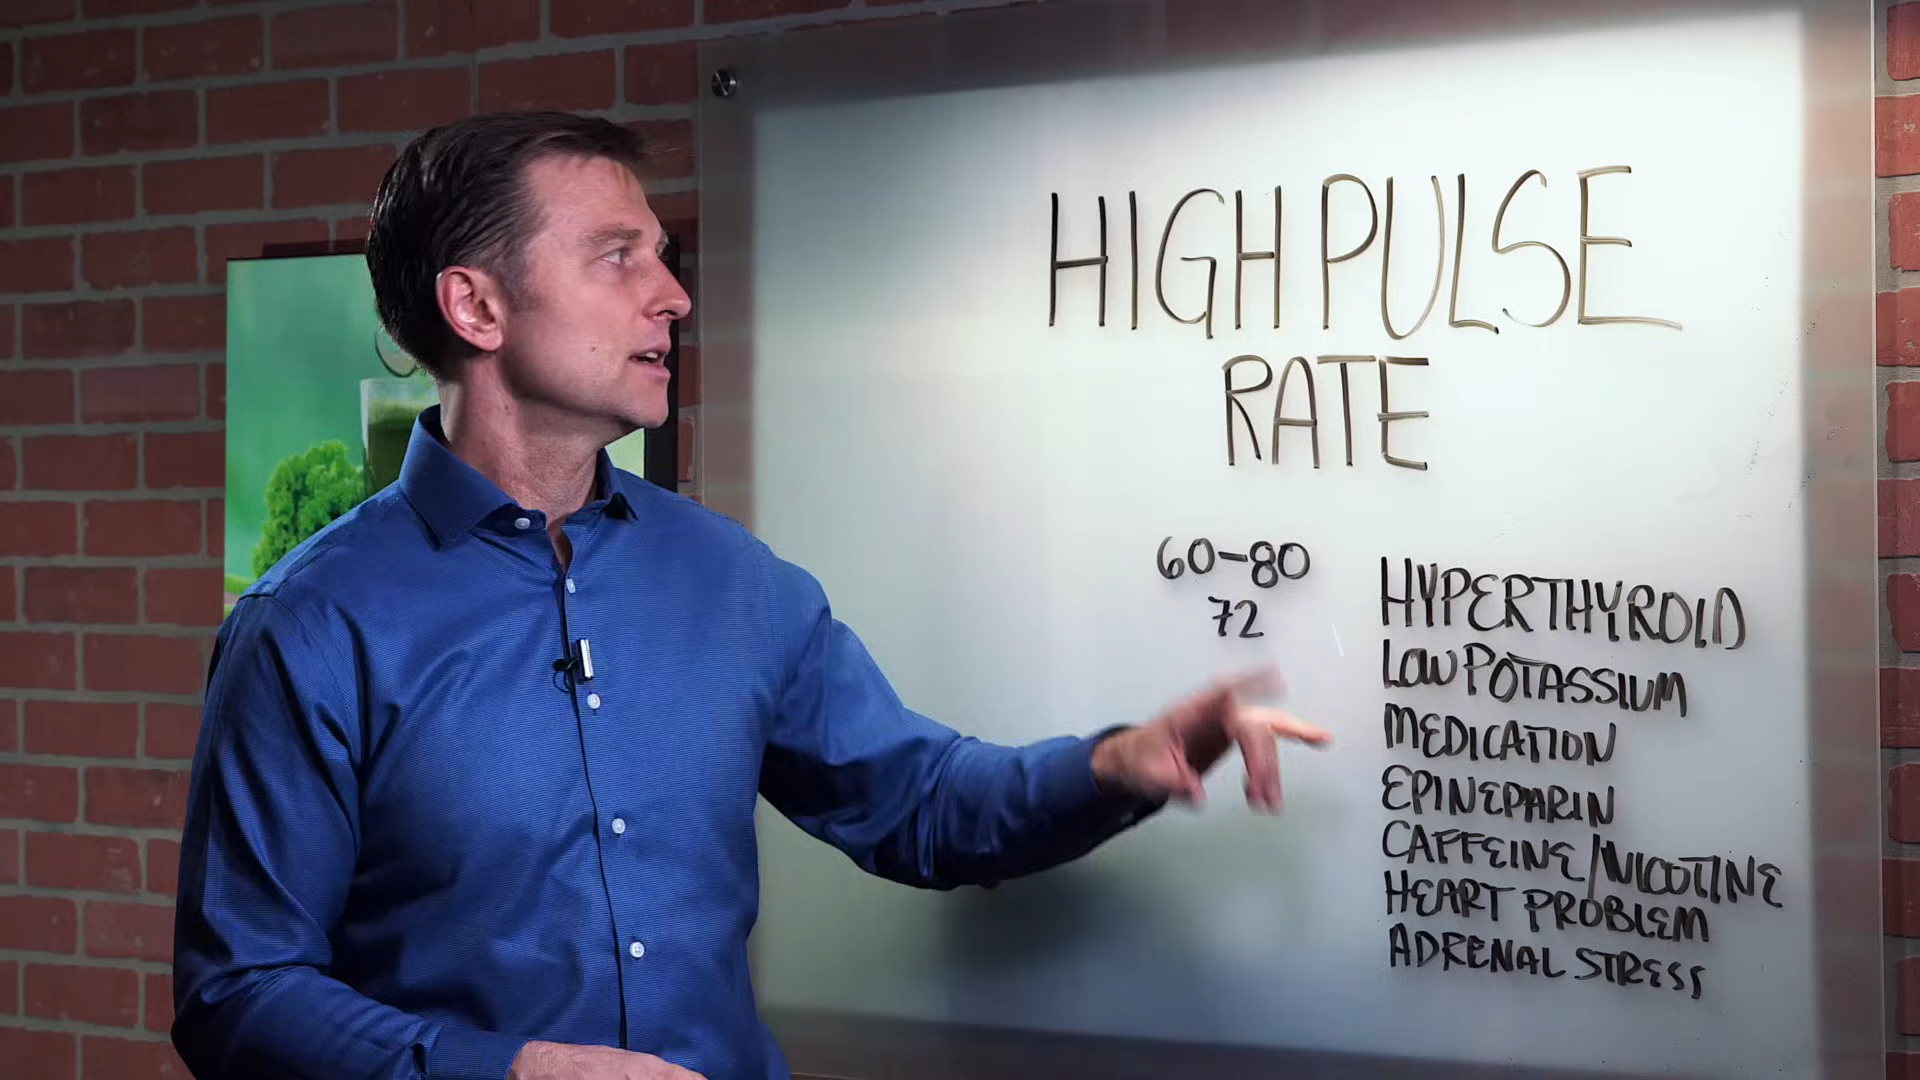 HIGH PULSE
RATE
60-80
72
HYPERTHYROID
LOW POTASSIUM
MEDICATION
EPINEPARIN
CAFFEINE/NICOTINE
HEART PROBLEM
ADRENAL STRESS